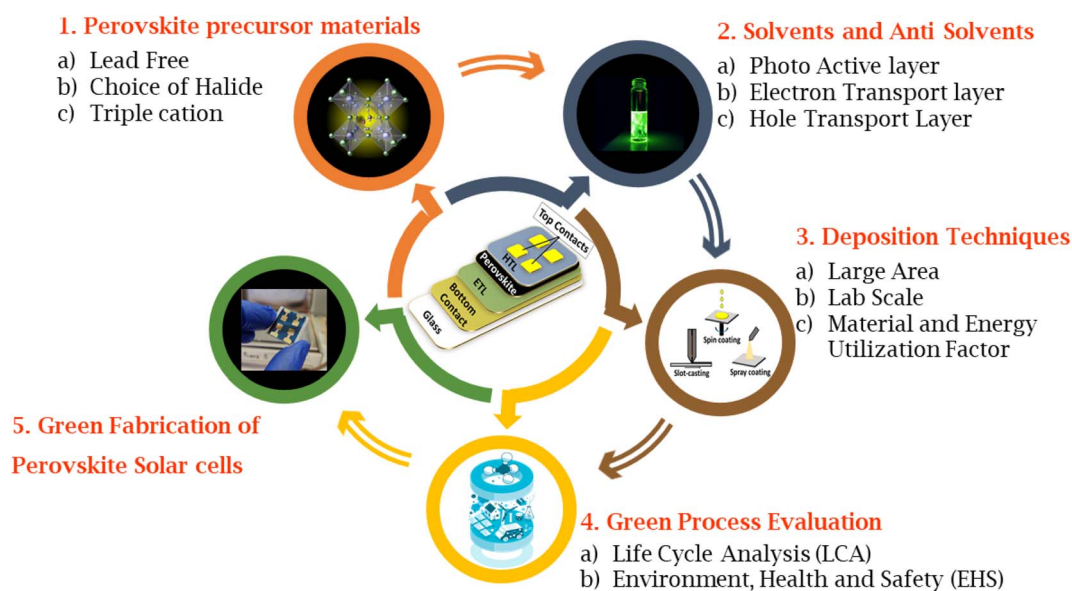 1. Perovskite precursor materials
a) Lead Free
b) Choice of Halide
c) Triple cation
2. Solvents and Anti Solvents
a) Photo Active layer
b) Electron Transport layer
c) Hole Transport Layer
Top Contacts
HTL
Perovskite
ETL
Bottom
Contact
Glass
3. Deposition Techniques
a) Large Area
b) Lab Scale
c) Material and Energy
Utilization Factor
Spin coating
Slot-casting
Spray coating
5. Green Fabrication of
Perovskite Solar cells
4. Green Process Evaluation
a) Life Cycle Analysis (LCA)
b) Environment, Health and Safety (EHS)